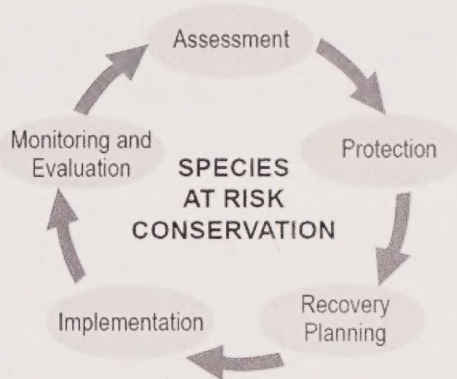 Assessment
Protection
Recovery
Planning
Implementation
Monitoring and
Evaluation
SPECIES
AT RISK
CONSERVATION